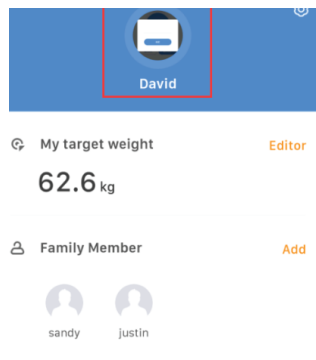 David
My target weight Editor
62.6 kg
Family Member Add
sandy justin